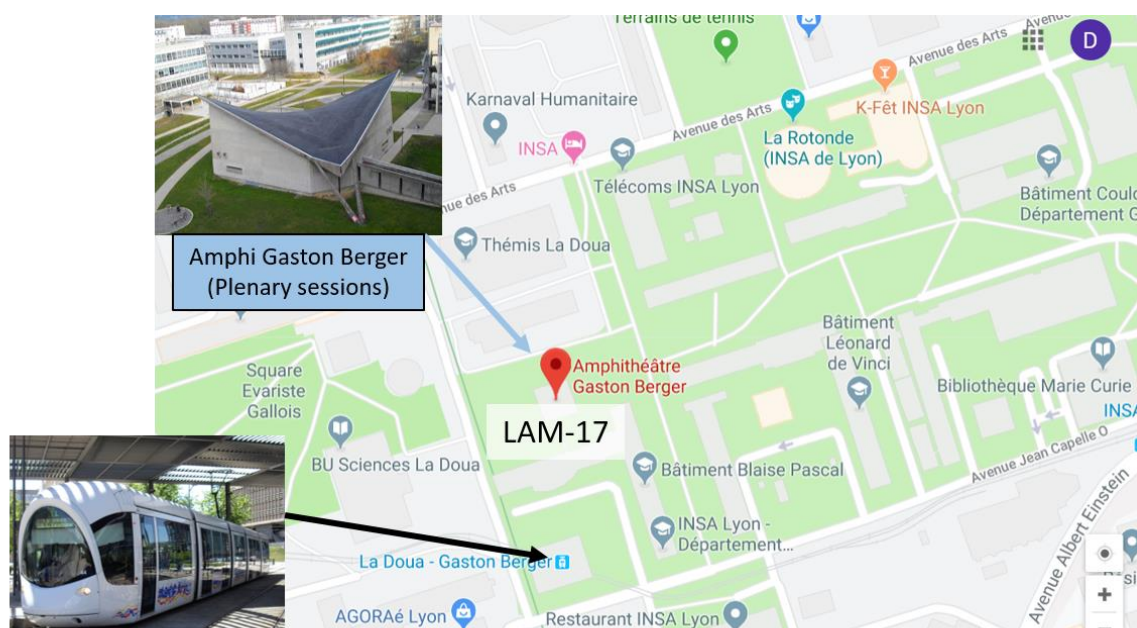 Terrains de tennis
Avenue des Arts
D
Karnaval Humanitaire
K-Fêt INSA Lyon
Avenue des Arts
La Rotonde
(INSA de Lyon)
INSA
Télécoms INSA Lyon
Bâtiment
Département G
nue des Arts
Thémis La Doua
Amphi Gaston Berger
(Plenary sessions)
Bâtiment
Léonard
de Vinci
Square
Evariste
Gallois
Amphithéâtre
Gaston Berger
Bibliothèque Marie Curie
INSA
LAM-17
BU Sciences La Doua
Avenue Jean Capelle O
Bâtiment Blaise Pascal
Avenue Albert Einstein
INSA Lyon -
Département...
La Doua - Gaston Berger
AGORAé Lyon
Restaurant INSA Lyon
+